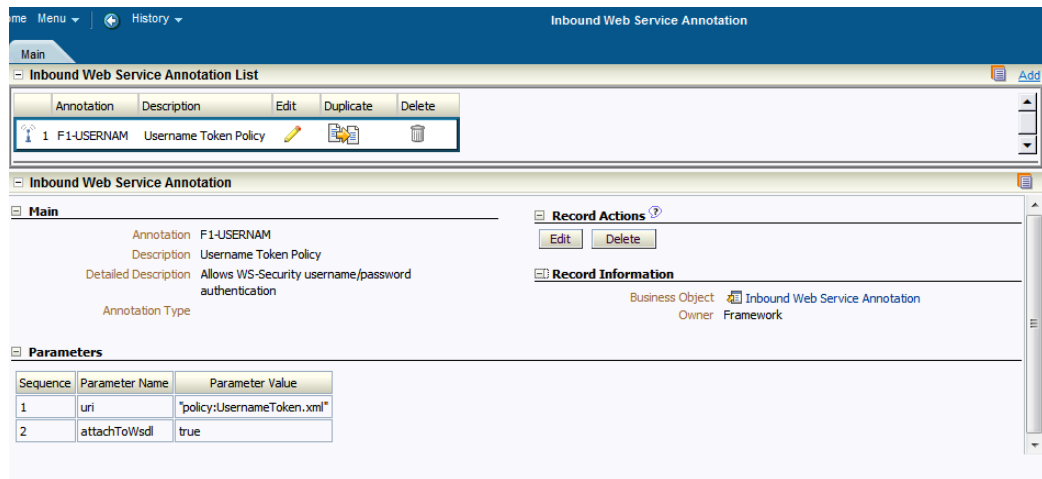 ome Menu History Inbound Web Service Annotation
Main
Inbound Web Service Annotation List Add
Annotation Description Edit Duplicate Delete
1 F1-USERNAM Username Token Policy
Inbound Web Service Annotation
Main
Annotation F1-USERNAM
Description Username Token Policy
Detailed Description Allows WS-Security username/password
authentication
Annotation Type
Record Actions ?
Edit Delete
Record Information
Business Object Inbound Web Service Annotation
Owner Framework
Parameters
Sequence Parameter Name Parameter Value
1 uri "policy:UsernameToken.xml"
2 attachToWsdl true